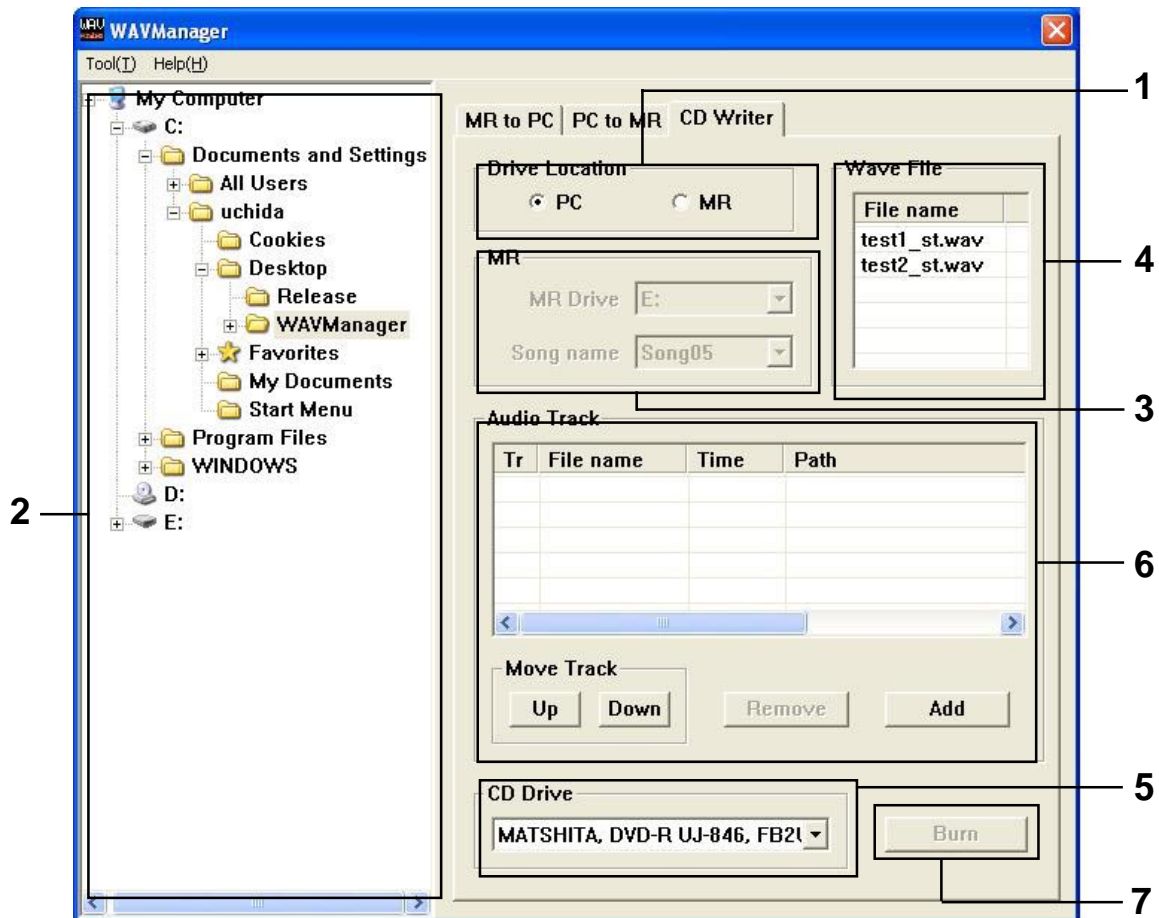 WAV
WAVManager
Tool(T) Help(H)
My Computer
C:
Documents and Settings
All Users
uchida
Cookies
Desktop
Release
WAVManager
Favorites
My Documents
Start Menu
Program Files
WINDOWS
D:
E:
2
MR to PC PC to MR CD Writer
1
Drive Location
PC MR
Wave File
File name
test1_st.wav
test2_st.wav
4
MR
MR Drive E:
Song name Song05
3
Audio Track
Tr File name Time Path
6
Move Track
Up Down Remove Add
5
CD Drive
MATSHITA, DVD-R UJ-846, FB2
Burn
7